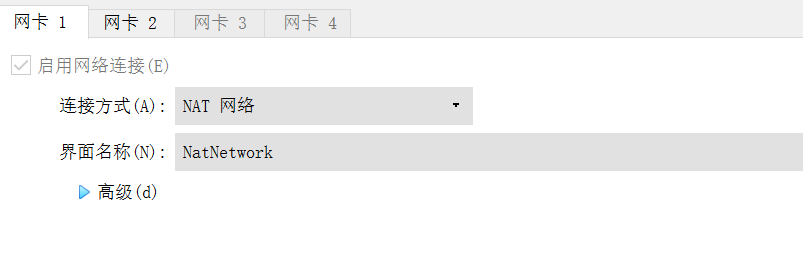 网卡 1 网卡 2 网卡 3 网卡 4
启用网络连接(E)
连接方式(A): NAT 网络
界面名称(N): NatNetwork
高级(d)